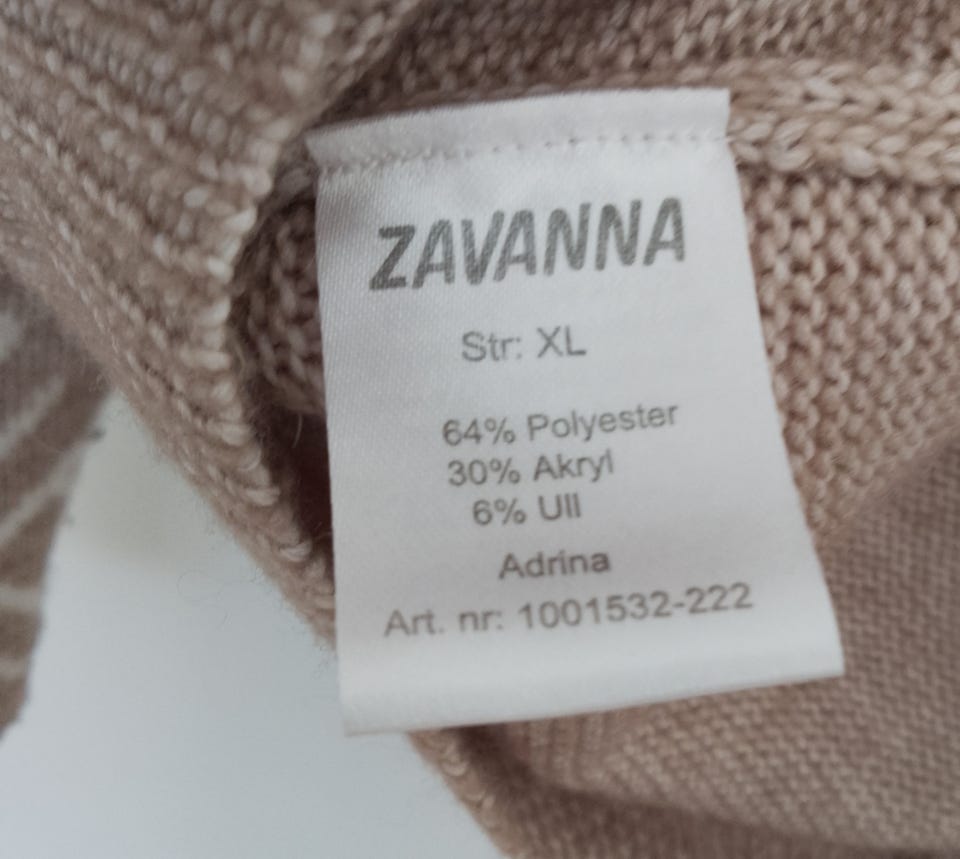 ZAVANNA
Str: XL
64% Polyester
30% Akryl
6% Ull
Adrina
Art. nr: 1001532-222